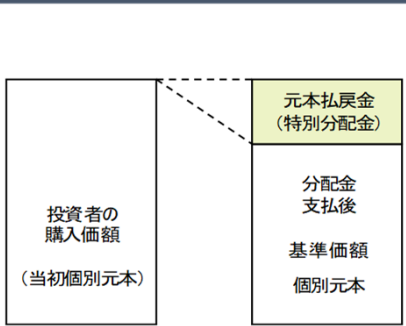 投資者の
購入価額
（当初個別元本）
元本払戻金
（特別分配金）
分配金
支払後
基準価額
個別元本